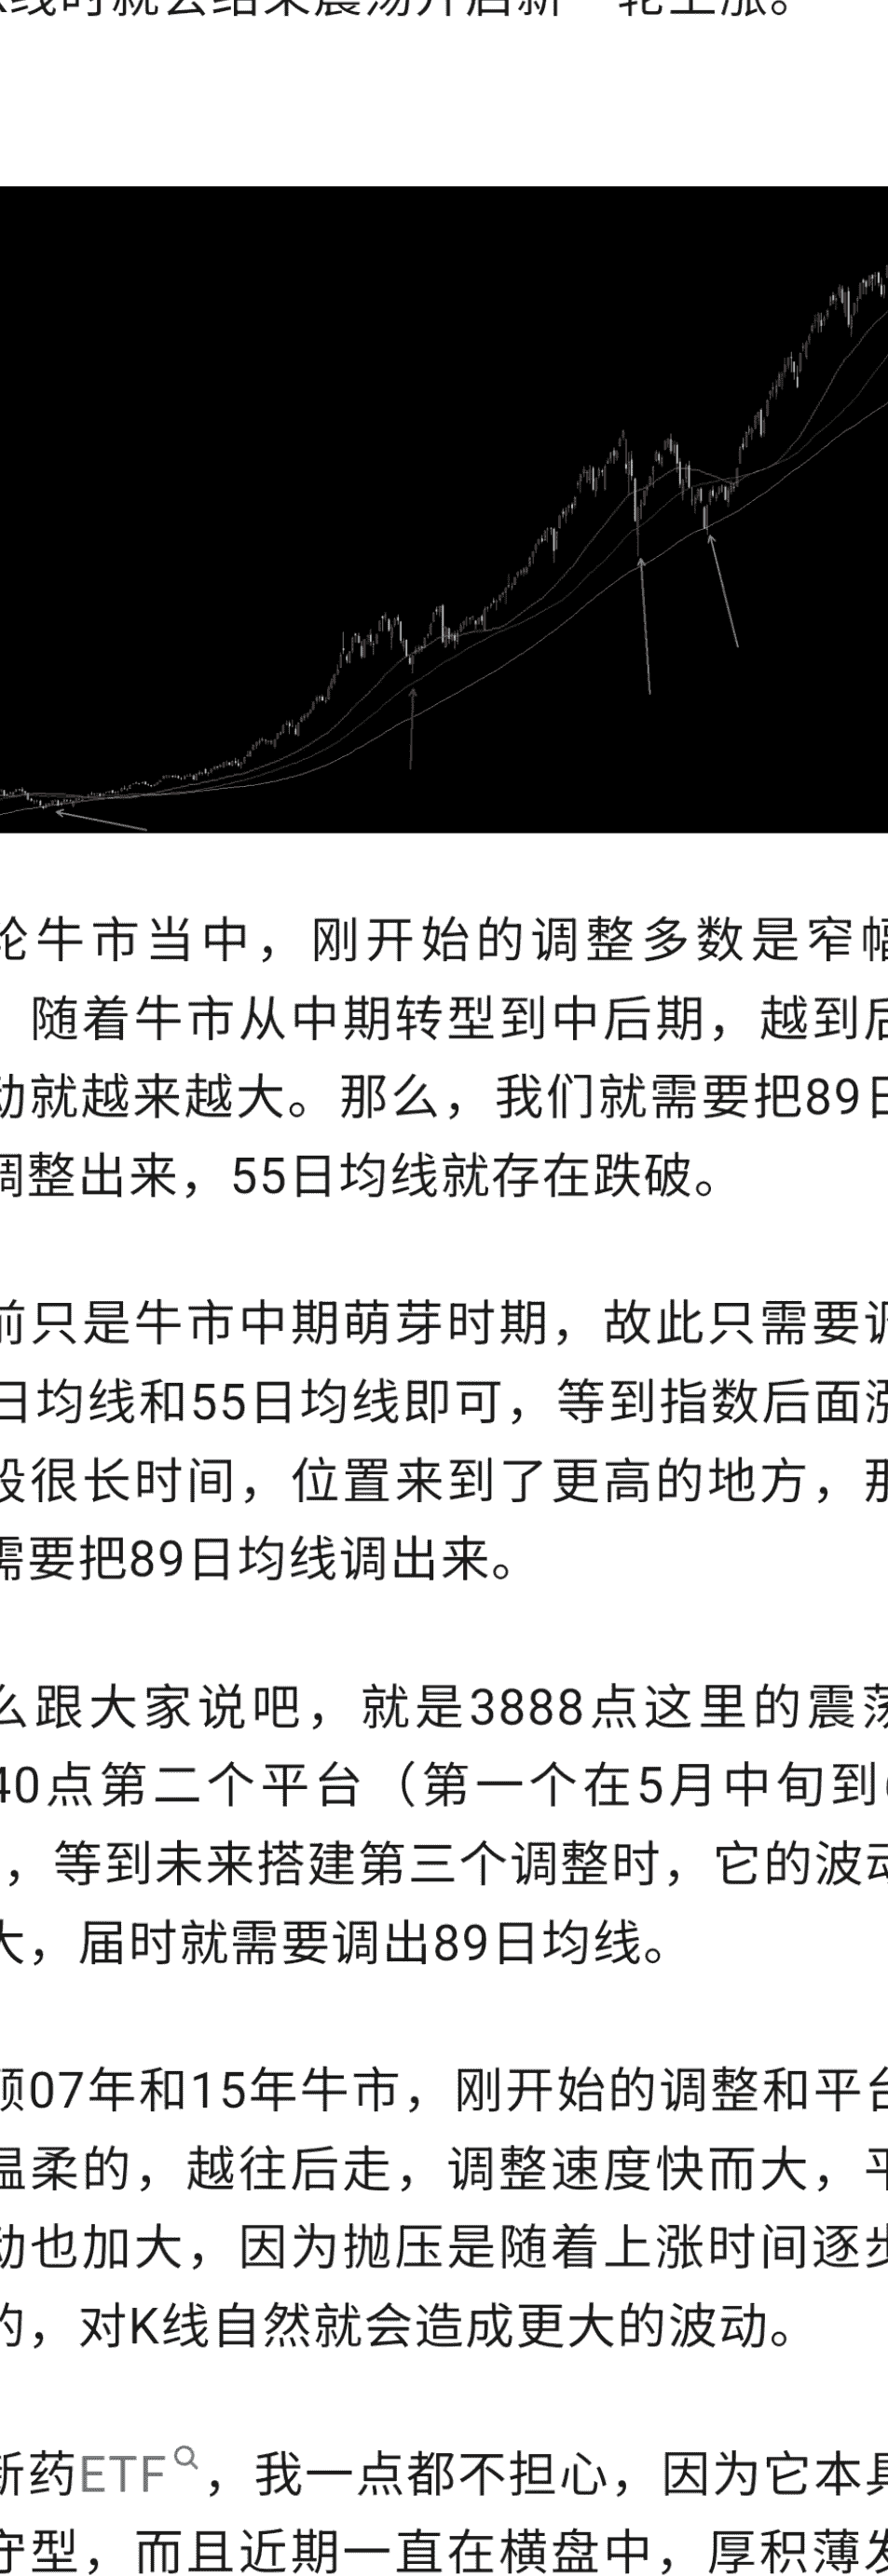 线时就会结束震荡开启新一轮上涨。
轮牛市当中，刚开始的调整多数是窄幅
随着牛市从中期转型到中后期，越到后
动就越来越大。那么，我们就需要把89日
调整出来，55日均线就存在跌破。
前只是牛市中期萌芽时期，故此只需要调
日均线和55日均线即可，等到指数后面涨
段很长时间，位置来到了更高的地方，那
需要把89日均线调出来。
么跟大家说吧，就是3888点这里的震荡
40点第二个平台（第一个在5月中旬到
，等到未来搭建第三个调整时，它的波动
大，届时就需要调出89日均线。
顾07年和15年牛市，刚开始的调整和平台
温柔的，越往后走，调整速度快而大，平
动也加大，因为抛压是随着上涨时间逐步
的，对K线自然就会造成更大的波动。
新药ETF，我一点都不担心，因为它本具
守型，而且近期一直在横盘中，厚积薄发